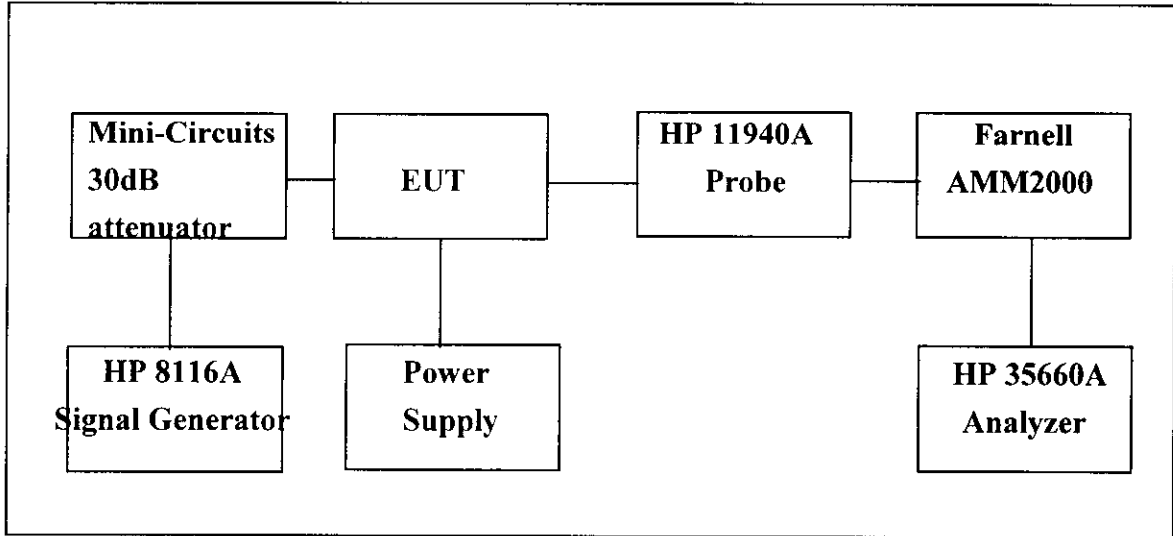 Mini-Circuits
30dB
attenuator
EUT
HP 11940A
Probe
Farnell
AMM2000
HP 8116A
Signal Generator
Power
Supply
HP 35660A
Analyzer